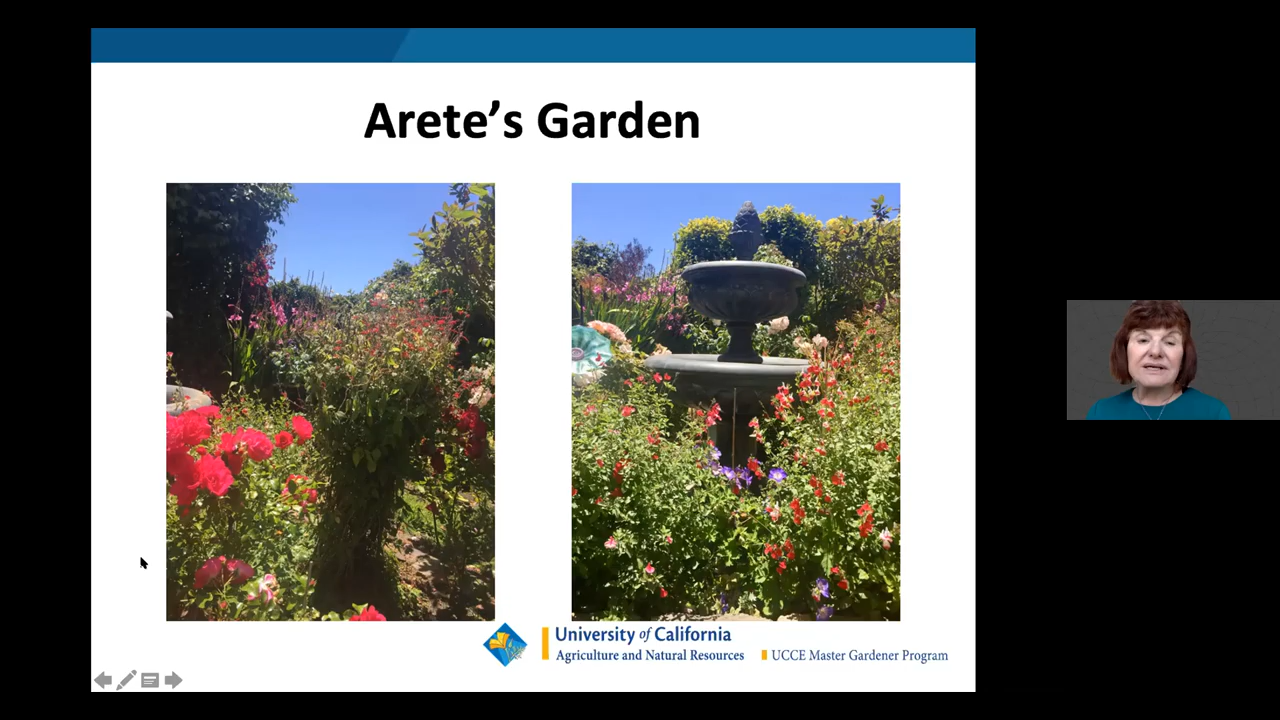 Arete’s Garden
University of California
Agriculture and Natural Resources
UCCE Master Gardener Program